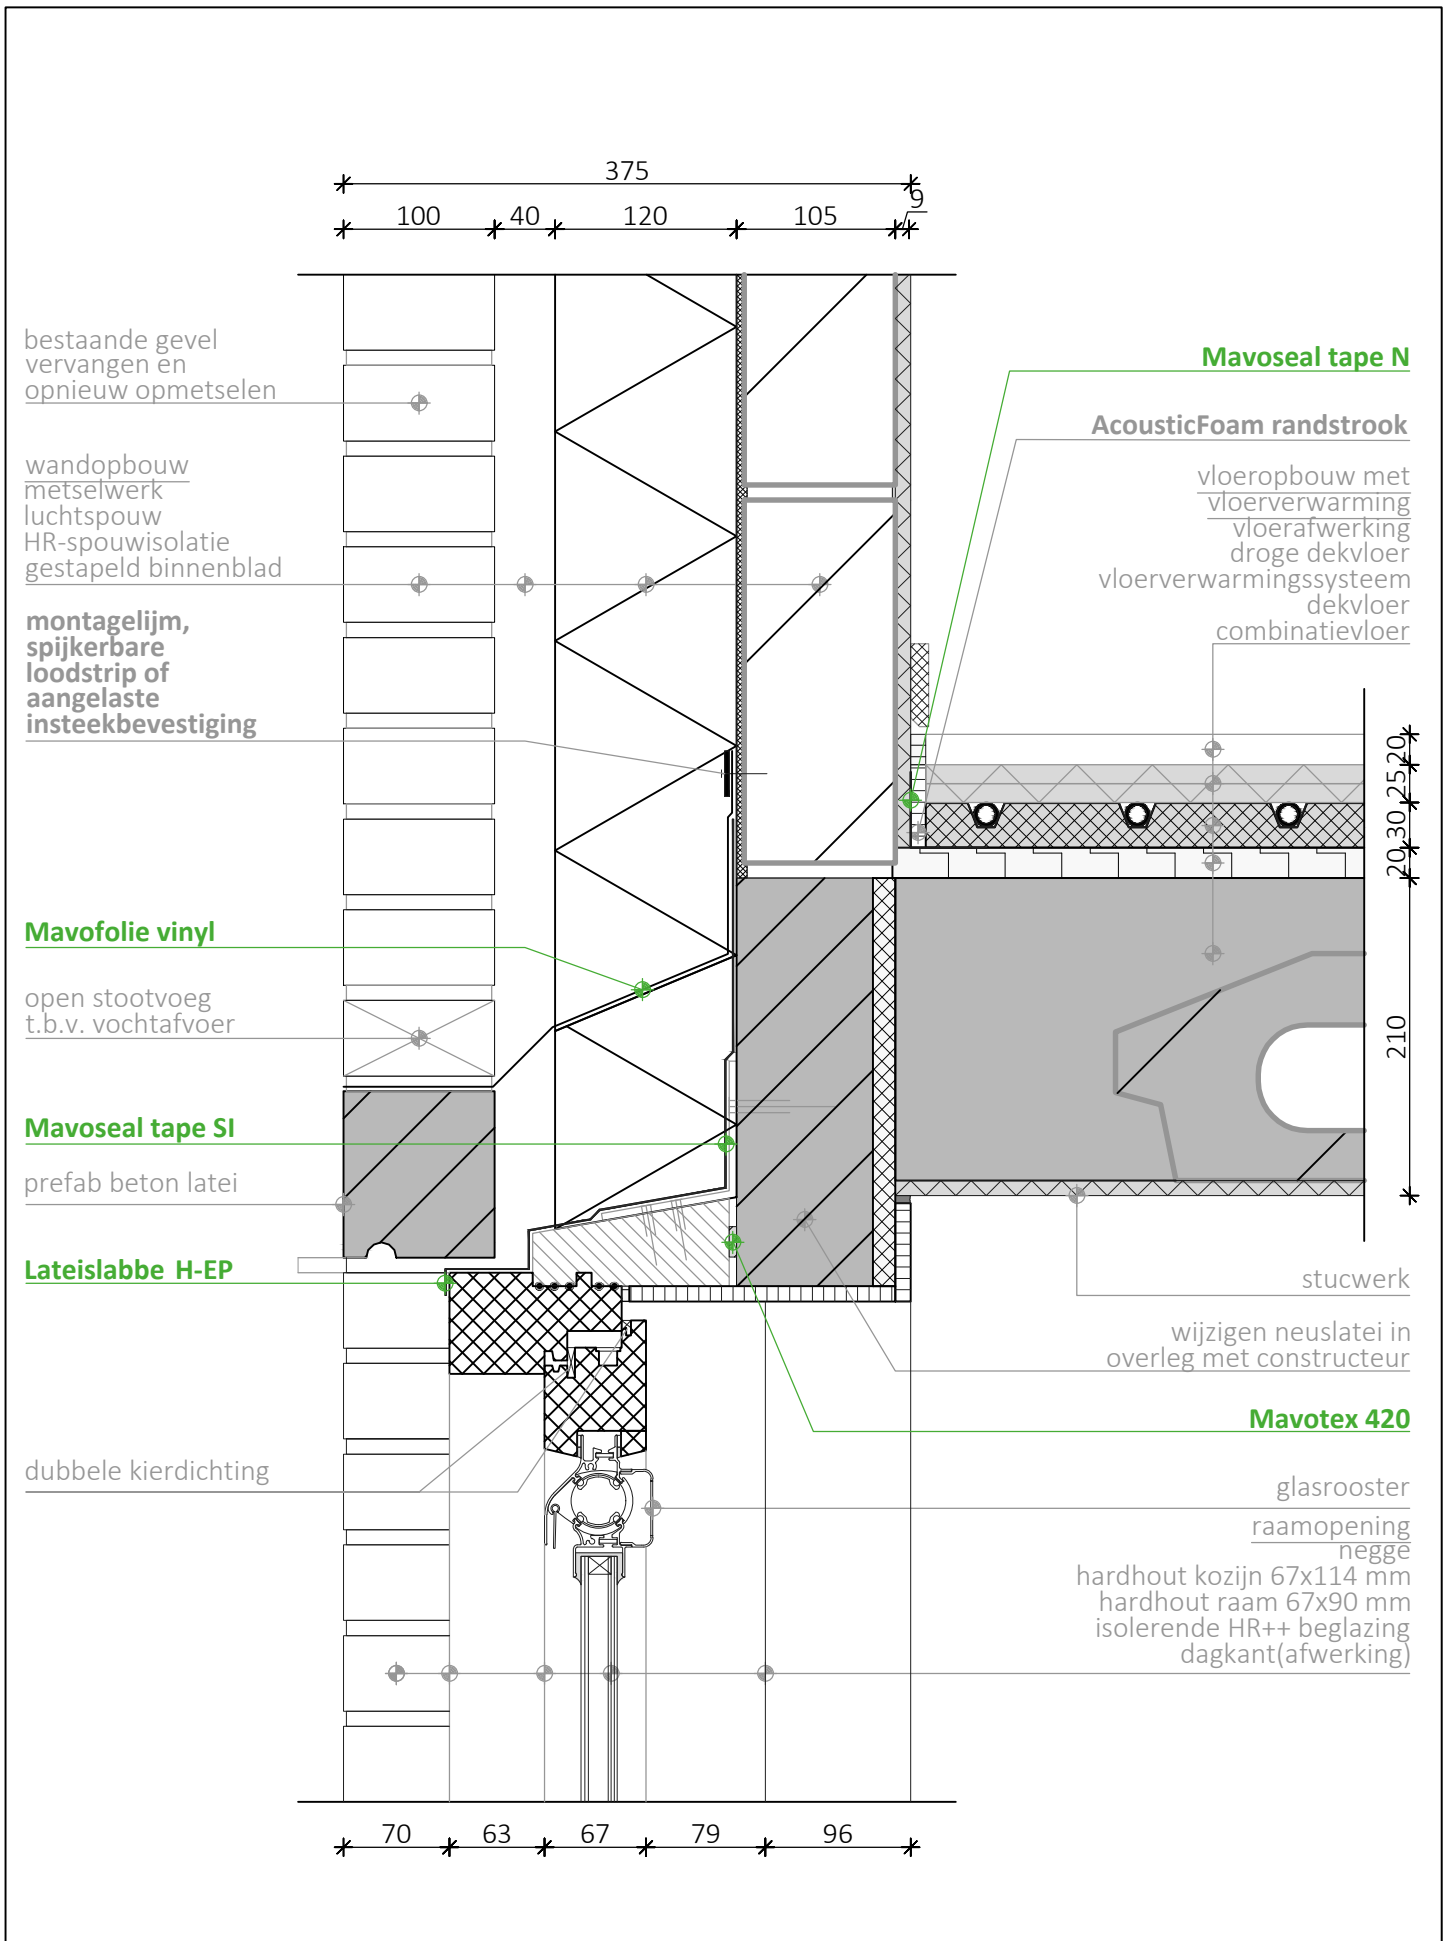 375
100
40
120
105
9
bestaande gevel
vervangen en
opnieuw opmetselen
wandopbouw
metselwerk
luchtspouw
HR-spouwisolatie
gestapeld binnenblad
montagelijm,
spijkerbare
loodstrip of
aangelaste
insteekbevestiging
Mavofolie vinyl
open stootvoeg
t.b.v. vochtafvoer
Mavoseal tape SI
prefab beton latei
Lateislabbe H-EP
dubbele kierdichting
Mavoseal tape N
AcousticFoam randstrook
vloeropbouw met
vloerverwarming
vloerafwerking
droge dekvloer
vloerverwarmingssysteem
dekvloer
combinatievloer
20
25
30
20
210
stucwerk
wijzigen neuslatei in
overleg met constructeur
Mavotex 420
glasrooster
raamopening
negge
hardhout kozijn 67x114 mm
hardhout raam 67x90 mm
isolerende HR++ beglazing
dagkant(afwerking)
70
63
67
79
96